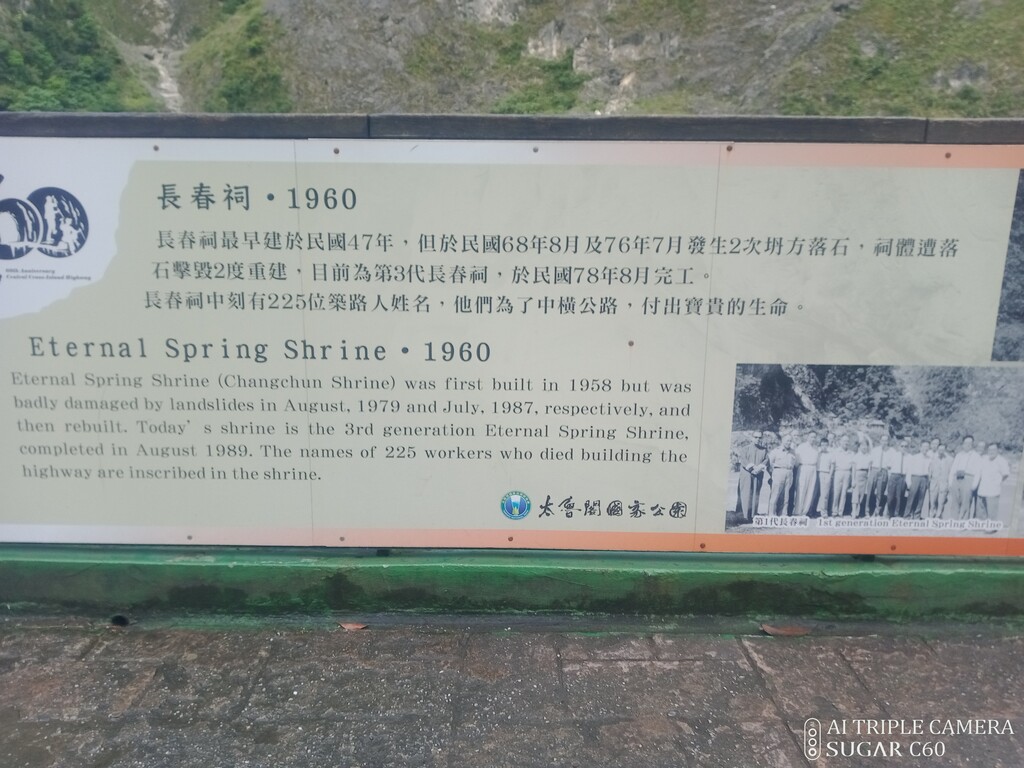 長春祠•1960
長春祠最早建於民國47年，但於民國68年8月及76年7月發生2次坍方落石，祠體遭落
石擊毀2度重建，目前為第3代長春祠，於民國78年8月完工。
長春祠中刻有225位築路人姓名，他們為了中橫公路，付出寶貴的生命。
60
60th Anniversary
Central Cross-Island Highway
Eternal Spring Shrine•1960
Eternal Spring Shrine (Changchun Shrine) was first built in 1958 but was
badly damaged by landslides in August, 1979 and July, 1987, respectively, and
then rebuilt. Today’s shrine is the 3rd generation Eternal Spring Shrine,
completed in August 1989. The names of 225 workers who died building the
highway are inscribed in the shrine.
太魯閣國家公園
第1代長春祠 1st generation Eternal Spring Shrine
AI TRIPLE CAMERA
SUGAR C60